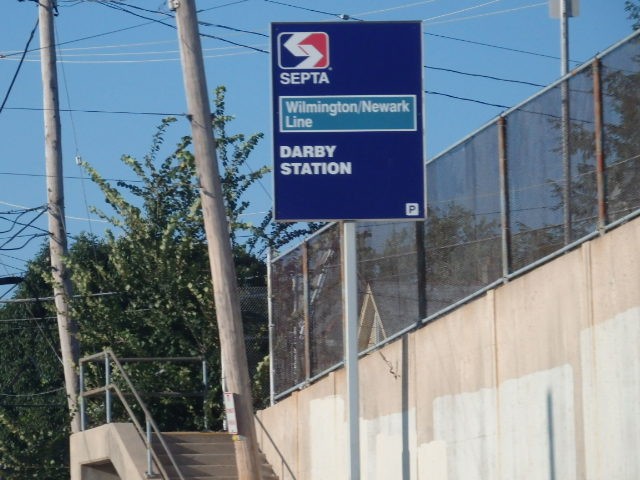 SEPTA
Wilmington/Newark
Line
DARBY
STATION
P